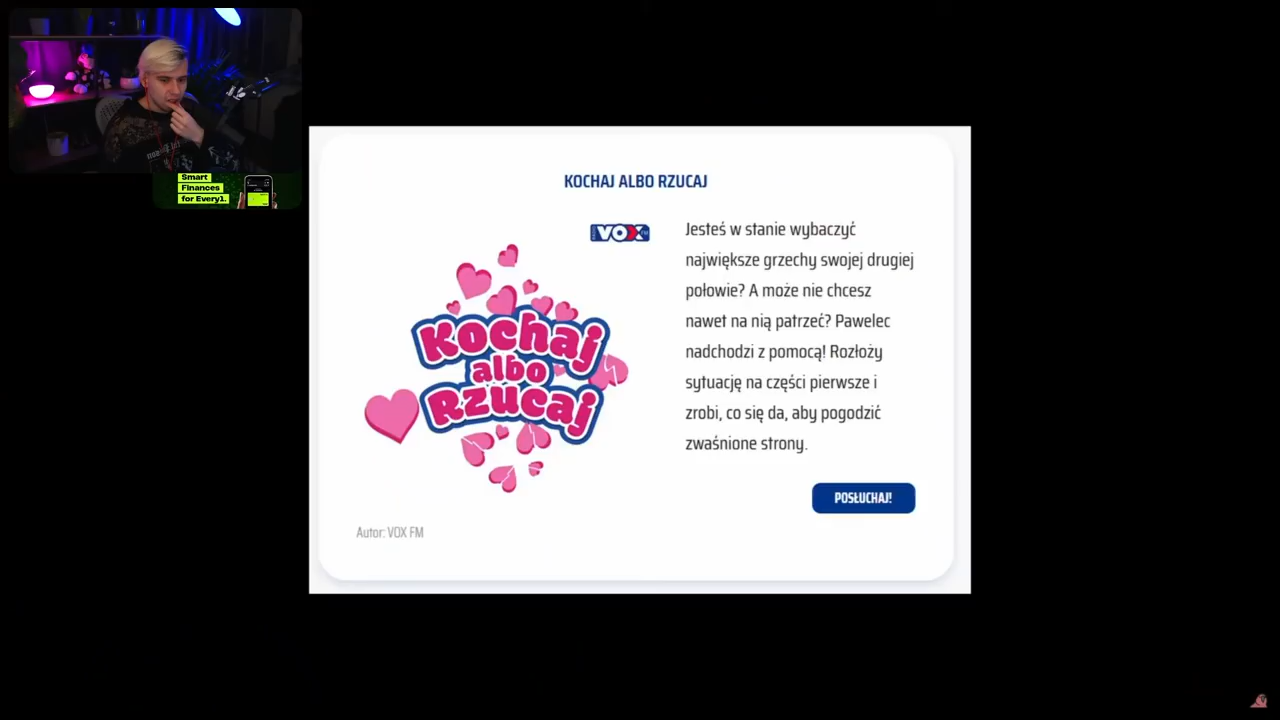 Smart
Finances
for Every1.
KOCHAJ ALBO RZUCAJ
VOX
Jesteś w stanie wybaczyć
największe grzechy swojej drugiej
połowie? A może nie chcesz
nawet na nią patrzeć? Pawelec
nadchodzi z pomocą! Rozłoży
sytuację na części pierwsze i
zrobi, co się da, aby pogodzić
zwaśnione strony.
Kochaj
albo
Rzucaj
POSŁUCHAJ!
Autor: VOX FM